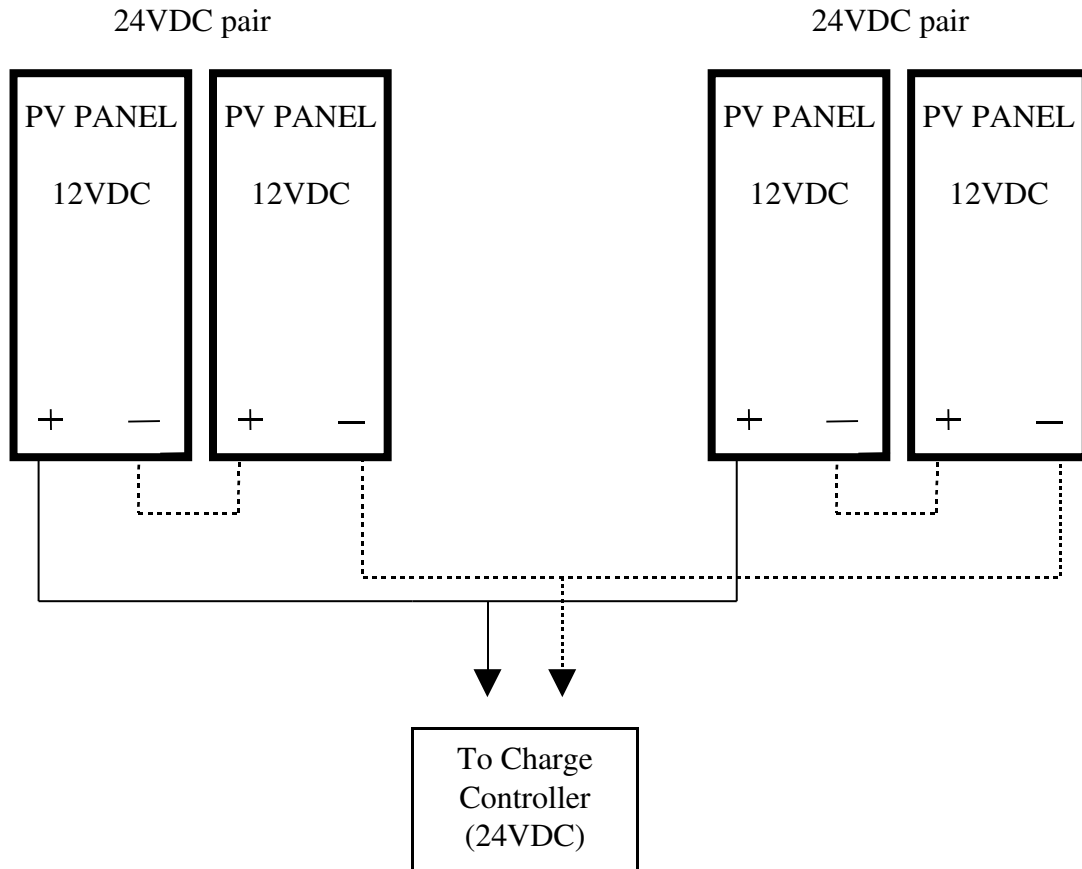 24VDC pair
24VDC pair
PV PANEL
12VDC
+ —
PV PANEL
12VDC
+ —
PV PANEL
12VDC
+ —
PV PANEL
12VDC
+ —
To Charge
Controller
(24VDC)